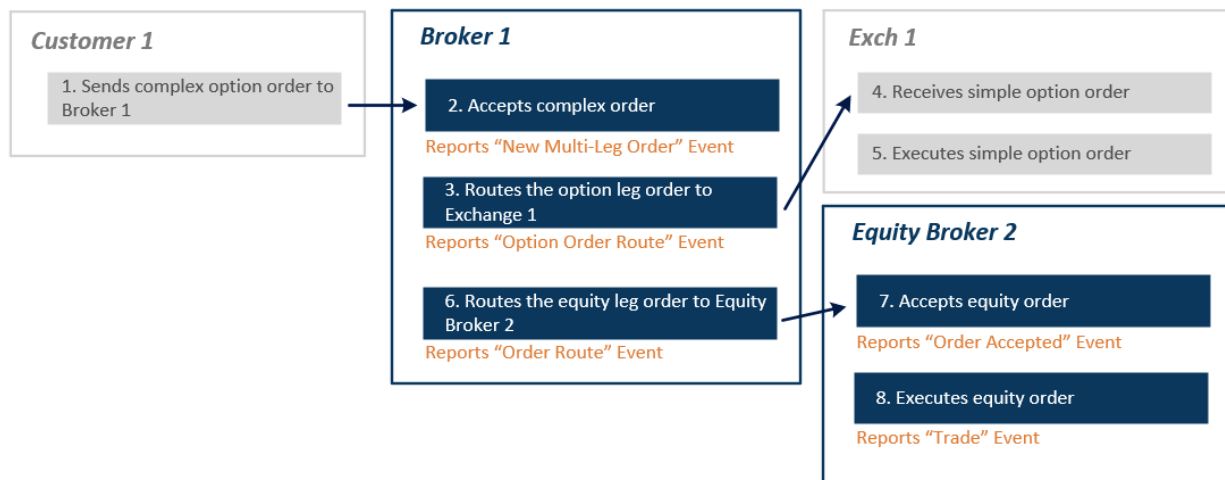 Customer 1
1. Sends complex option order to
Broker 1
Broker 1
2. Accepts complex order
Reports “New Multi-Leg Order” Event
3. Routes the option leg order to
Exchange 1
Reports “Option Order Route” Event
6. Routes the equity leg order to Equity
Broker 2
Reports “Order Route” Event
Exch 1
4. Receives simple option order
5. Executes simple option order
Equity Broker 2
7. Accepts equity order
Reports “Order Accepted” Event
8. Executes equity order
Reports “Trade” Event